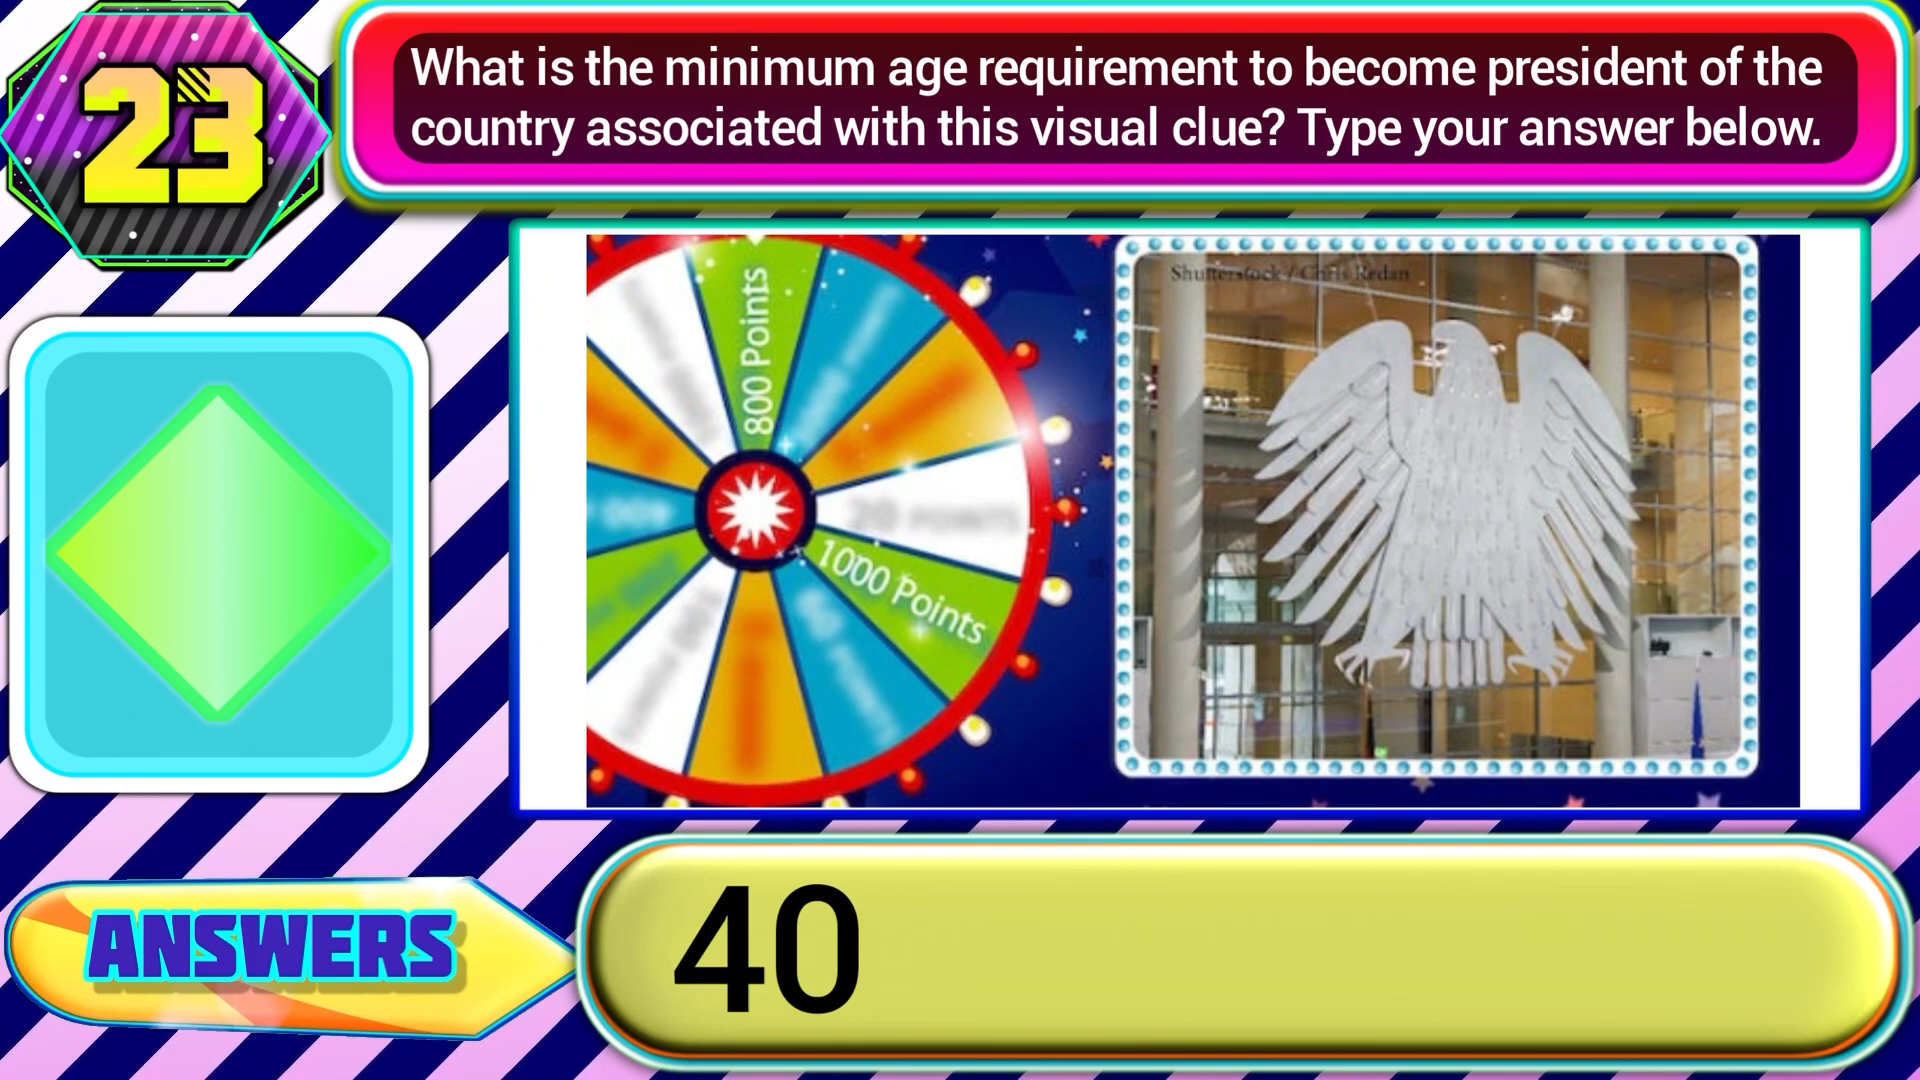 23
What is the minimum age requirement to become president of the
country associated with this visual clue? Type your answer below.
800 Points
1000 Points
Shutterstock / Chris Redan
ANSWERS
40